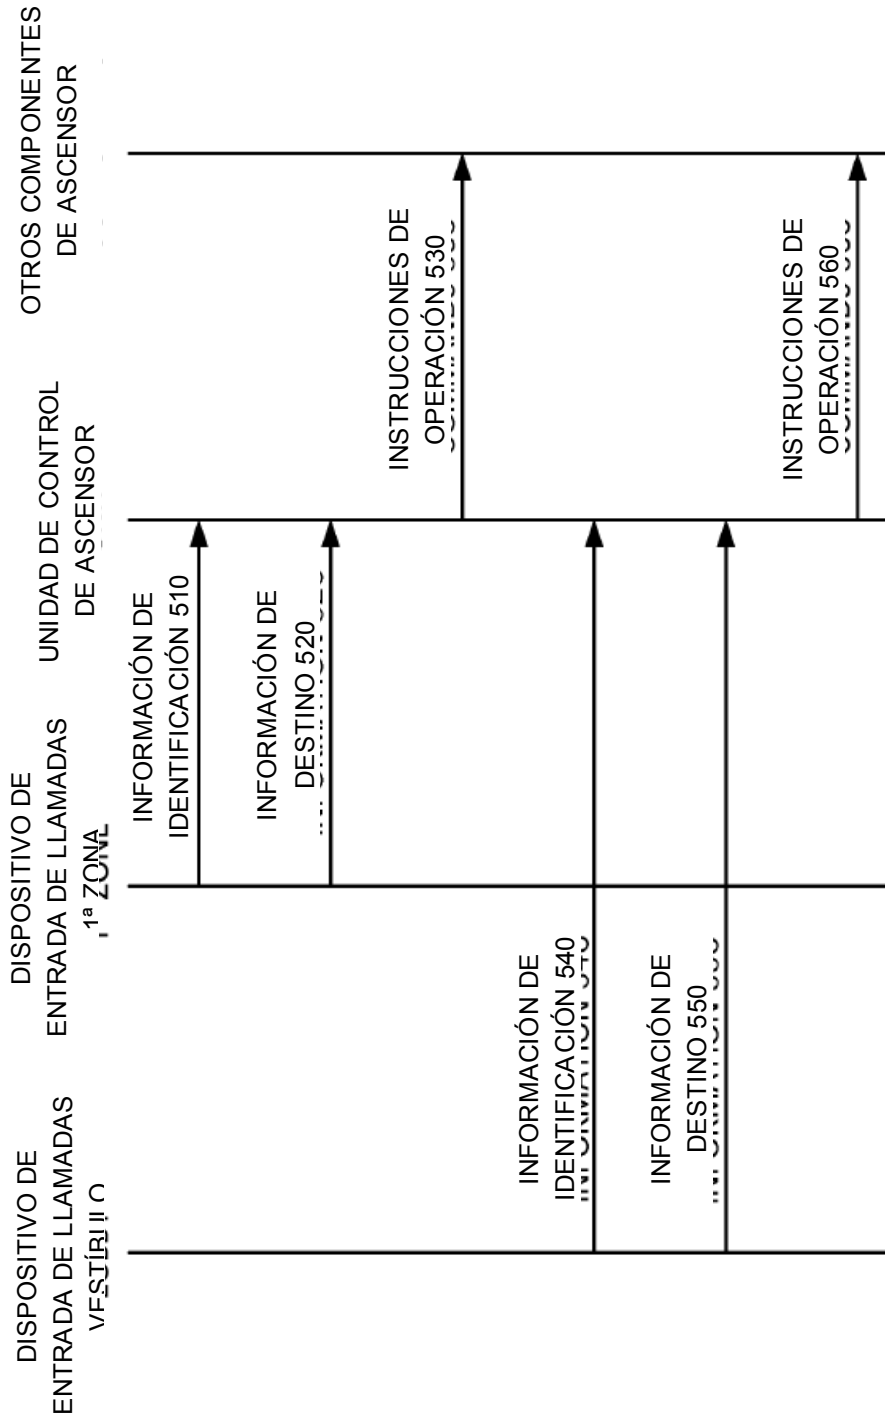 DISPOSITIVO DE
ENTRADA DE LLAMADAS
VESTÍBULO
DISPOSITIVO DE
ENTRADA DE LLAMADAS
1ª ZONA
UNIDAD DE CONTROL
DE ASCENSOR
OTROS COMPONENTES
DE ASCENSOR
INFORMACIÓN DE
IDENTIFICACIÓN 510
INFORMACIÓN DE
DESTINO 520
INSTRUCCIONES DE
OPERACIÓN 530
INFORMACIÓN DE
IDENTIFICACIÓN 540
INFORMACIÓN DE
DESTINO 550
INSTRUCCIONES DE
OPERACIÓN 560